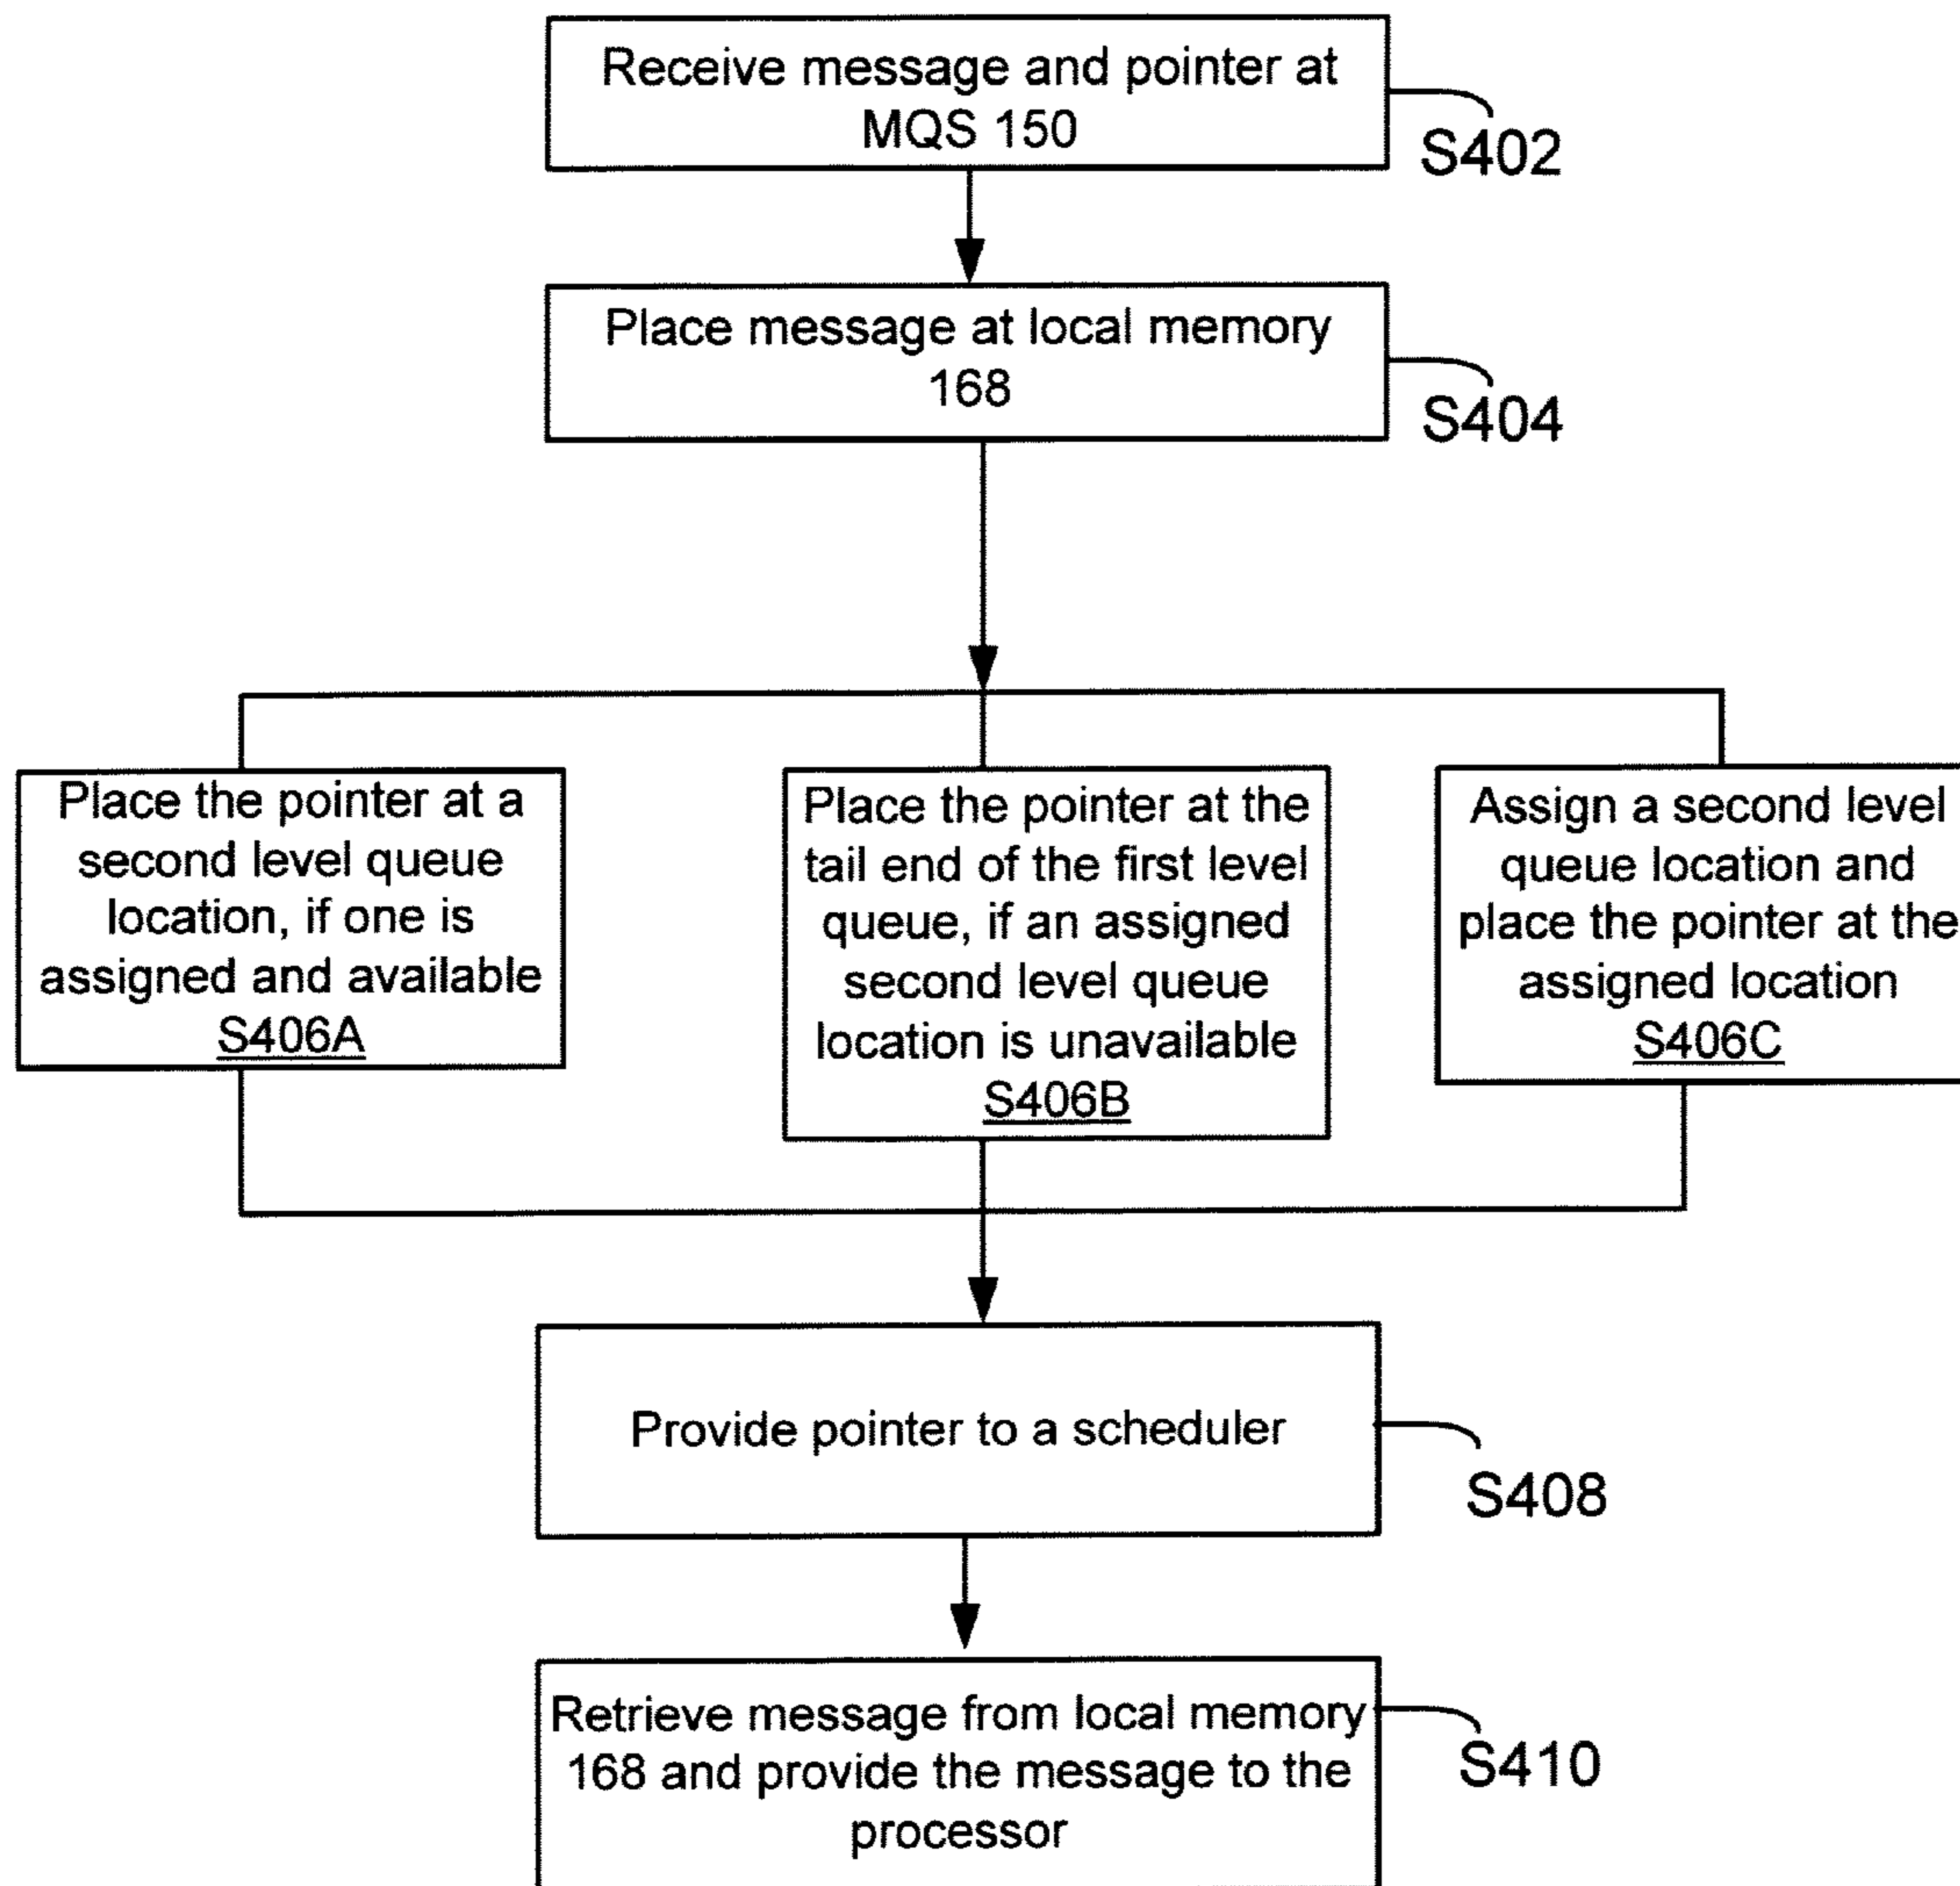 Receive message and pointer at
MQS 150
S402
Place message at local memory
168
S404
Place the pointer at a
second level queue
location, if one is
assigned and available
S406A
Place the pointer at the
tail end of the first level
queue, if an assigned
second level queue
location is unavailable
S406B
Assign a second level
queue location and
place the pointer at the
assigned location
S406C
Provide pointer to a scheduler
S408
Retrieve message from local memory
168 and provide the message to the
processor
S410